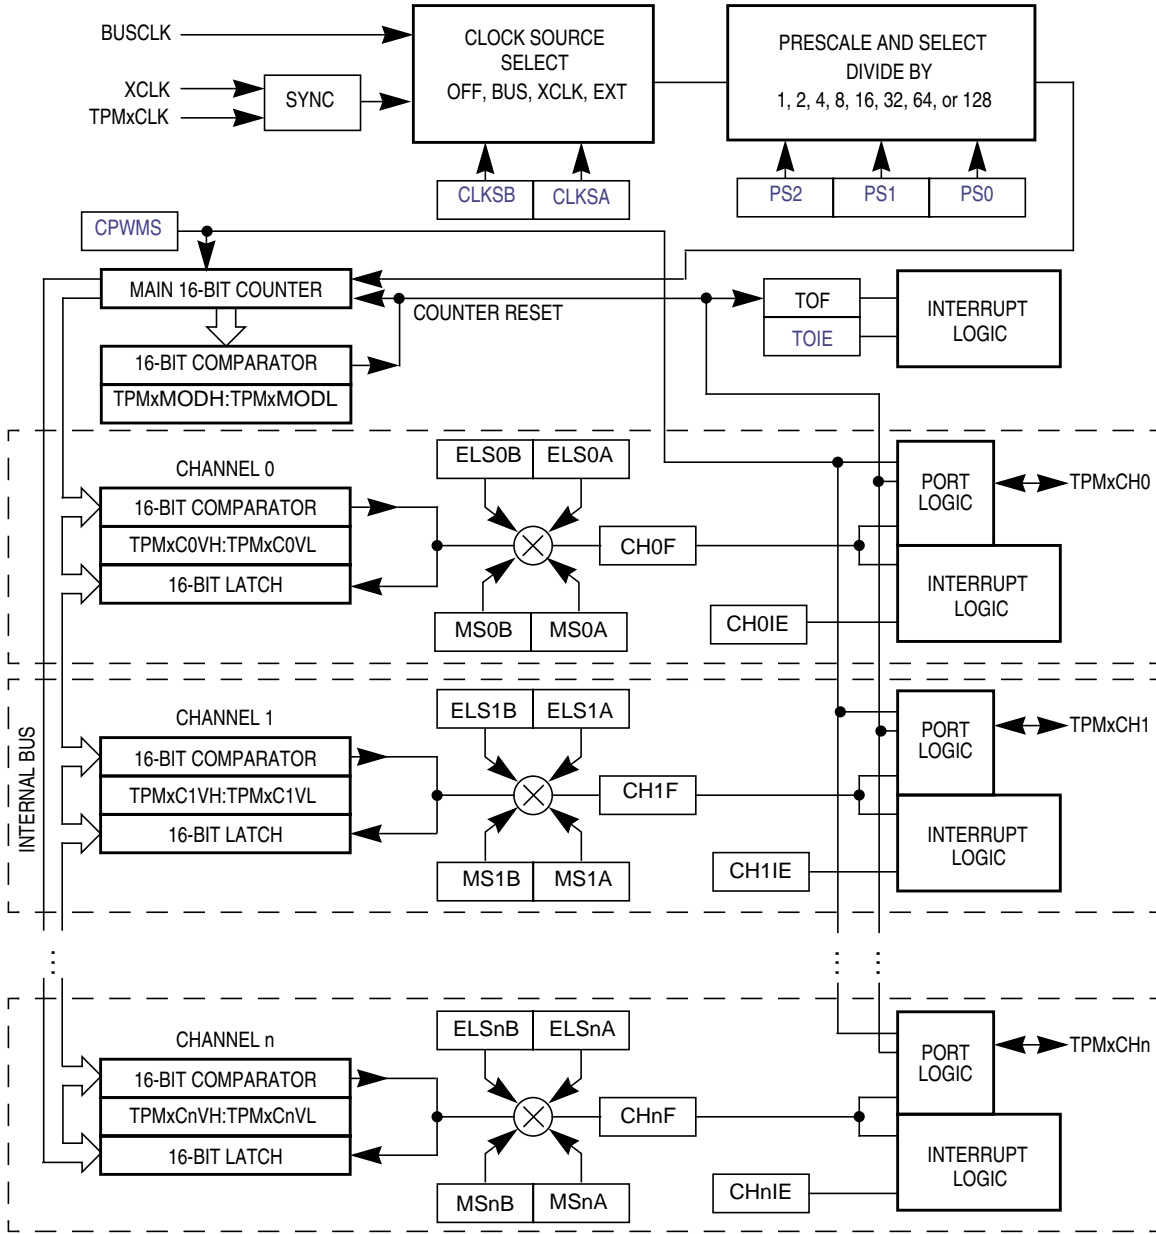 BUSCLK
XCLK
TPMxCLK
SYNC
CLOCK SOURCE
SELECT
OFF, BUS, XCLK, EXT
PRESCALE AND SELECT
DIVIDE BY
1, 2, 4, 8, 16, 32, 64, or 128
CLKSB
CLKSA
PS2
PS1
PS0
CPWMS
MAIN 16-BIT COUNTER
COUNTER RESET
TOF
TOIE
INTERRUPT
LOGIC
16-BIT COMPARATOR
TPMxMODH:TPMxMODL
INTERNAL BUS
CHANNEL 0
16-BIT COMPARATOR
TPMxC0VH:TPMxC0VL
16-BIT LATCH
ELS0B
ELS0A
MS0B
MS0A
CH0F
CH0IE
PORT
LOGIC
INTERRUPT
LOGIC
TPMxCH0
CHANNEL 1
16-BIT COMPARATOR
TPMxC1VH:TPMxC1VL
16-BIT LATCH
ELS1B
ELS1A
MS1B
MS1A
CH1F
CH1IE
PORT
LOGIC
INTERRUPT
LOGIC
TPMxCH1
CHANNEL n
16-BIT COMPARATOR
TPMxCnVH:TPMxCnVL
16-BIT LATCH
ELSnB
ELSnA
MSnB
MSnA
CHnF
CHnIE
PORT
LOGIC
INTERRUPT
LOGIC
TPMxCHn